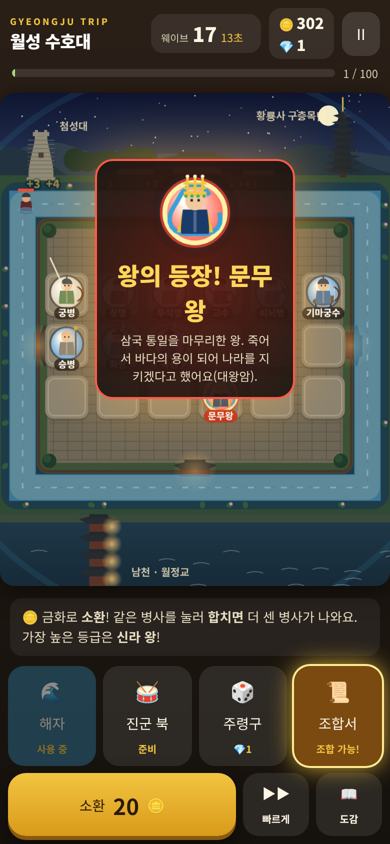 GYEONGJU TRIP
월성 수호대
웨이브 17 13초
302
1
1 / 100
첨성대
황룡사 구층목
+3 +4
왕의 등장! 문무
왕
삼국 통일을 마무리한 왕. 죽어
서 바다의 용이 되어 나라를 지
키겠다고 했어요(대왕암).
궁병
기마궁수
승병
문무왕
남천 · 월정교
금화로 소환! 같은 병사를 눌러 합치면 더 센 병사가 나와요.
가장 높은 등급은 신라 왕!
해자
진군 북
주령구
조합서
사용 중
준비
1
조합 가능!
소환 20
빠르게
도감